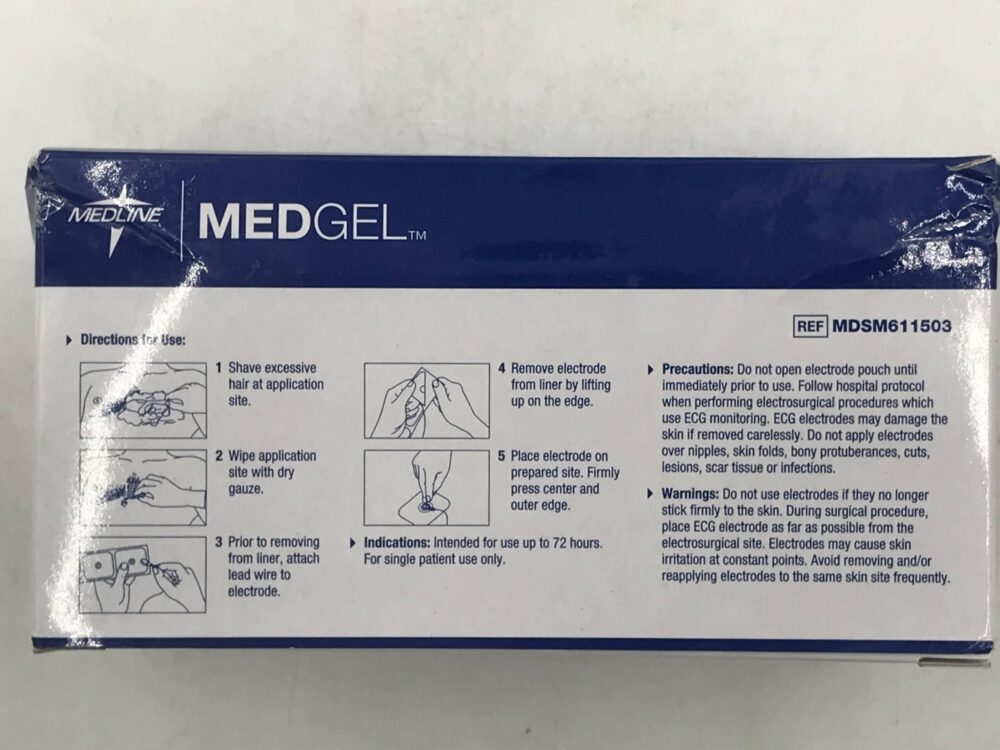 MEDLINE
MEDGEL™
REF MDSM611503
Directions for Use:
1 Shave excessive
hair at application
site.
2 Wipe application
site with dry
gauze.
3 Prior to removing
from liner, attach
lead wire to
electrode.
4 Remove electrode
from liner by lifting
up on the edge.
5 Place electrode on
prepared site. Firmly
press center and
outer edge.
Indications: Intended for use up to 72 hours.
For single patient use only.
Precautions: Do not open electrode pouch until
immediately prior to use. Follow hospital protocol
when performing electrosurgical procedures which
use ECG monitoring. ECG electrodes may damage the
skin if removed carelessly. Do not apply electrodes
over nipples, skin folds, bony protuberances, cuts,
lesions, scar tissue or infections.
Warnings: Do not use electrodes if they no longer
stick firmly to the skin. During surgical procedure,
place ECG electrode as far as possible from the
electrosurgical site. Electrodes may cause skin
irritation at constant points. Avoid removing and/or
reapplying electrodes to the same skin site frequently.